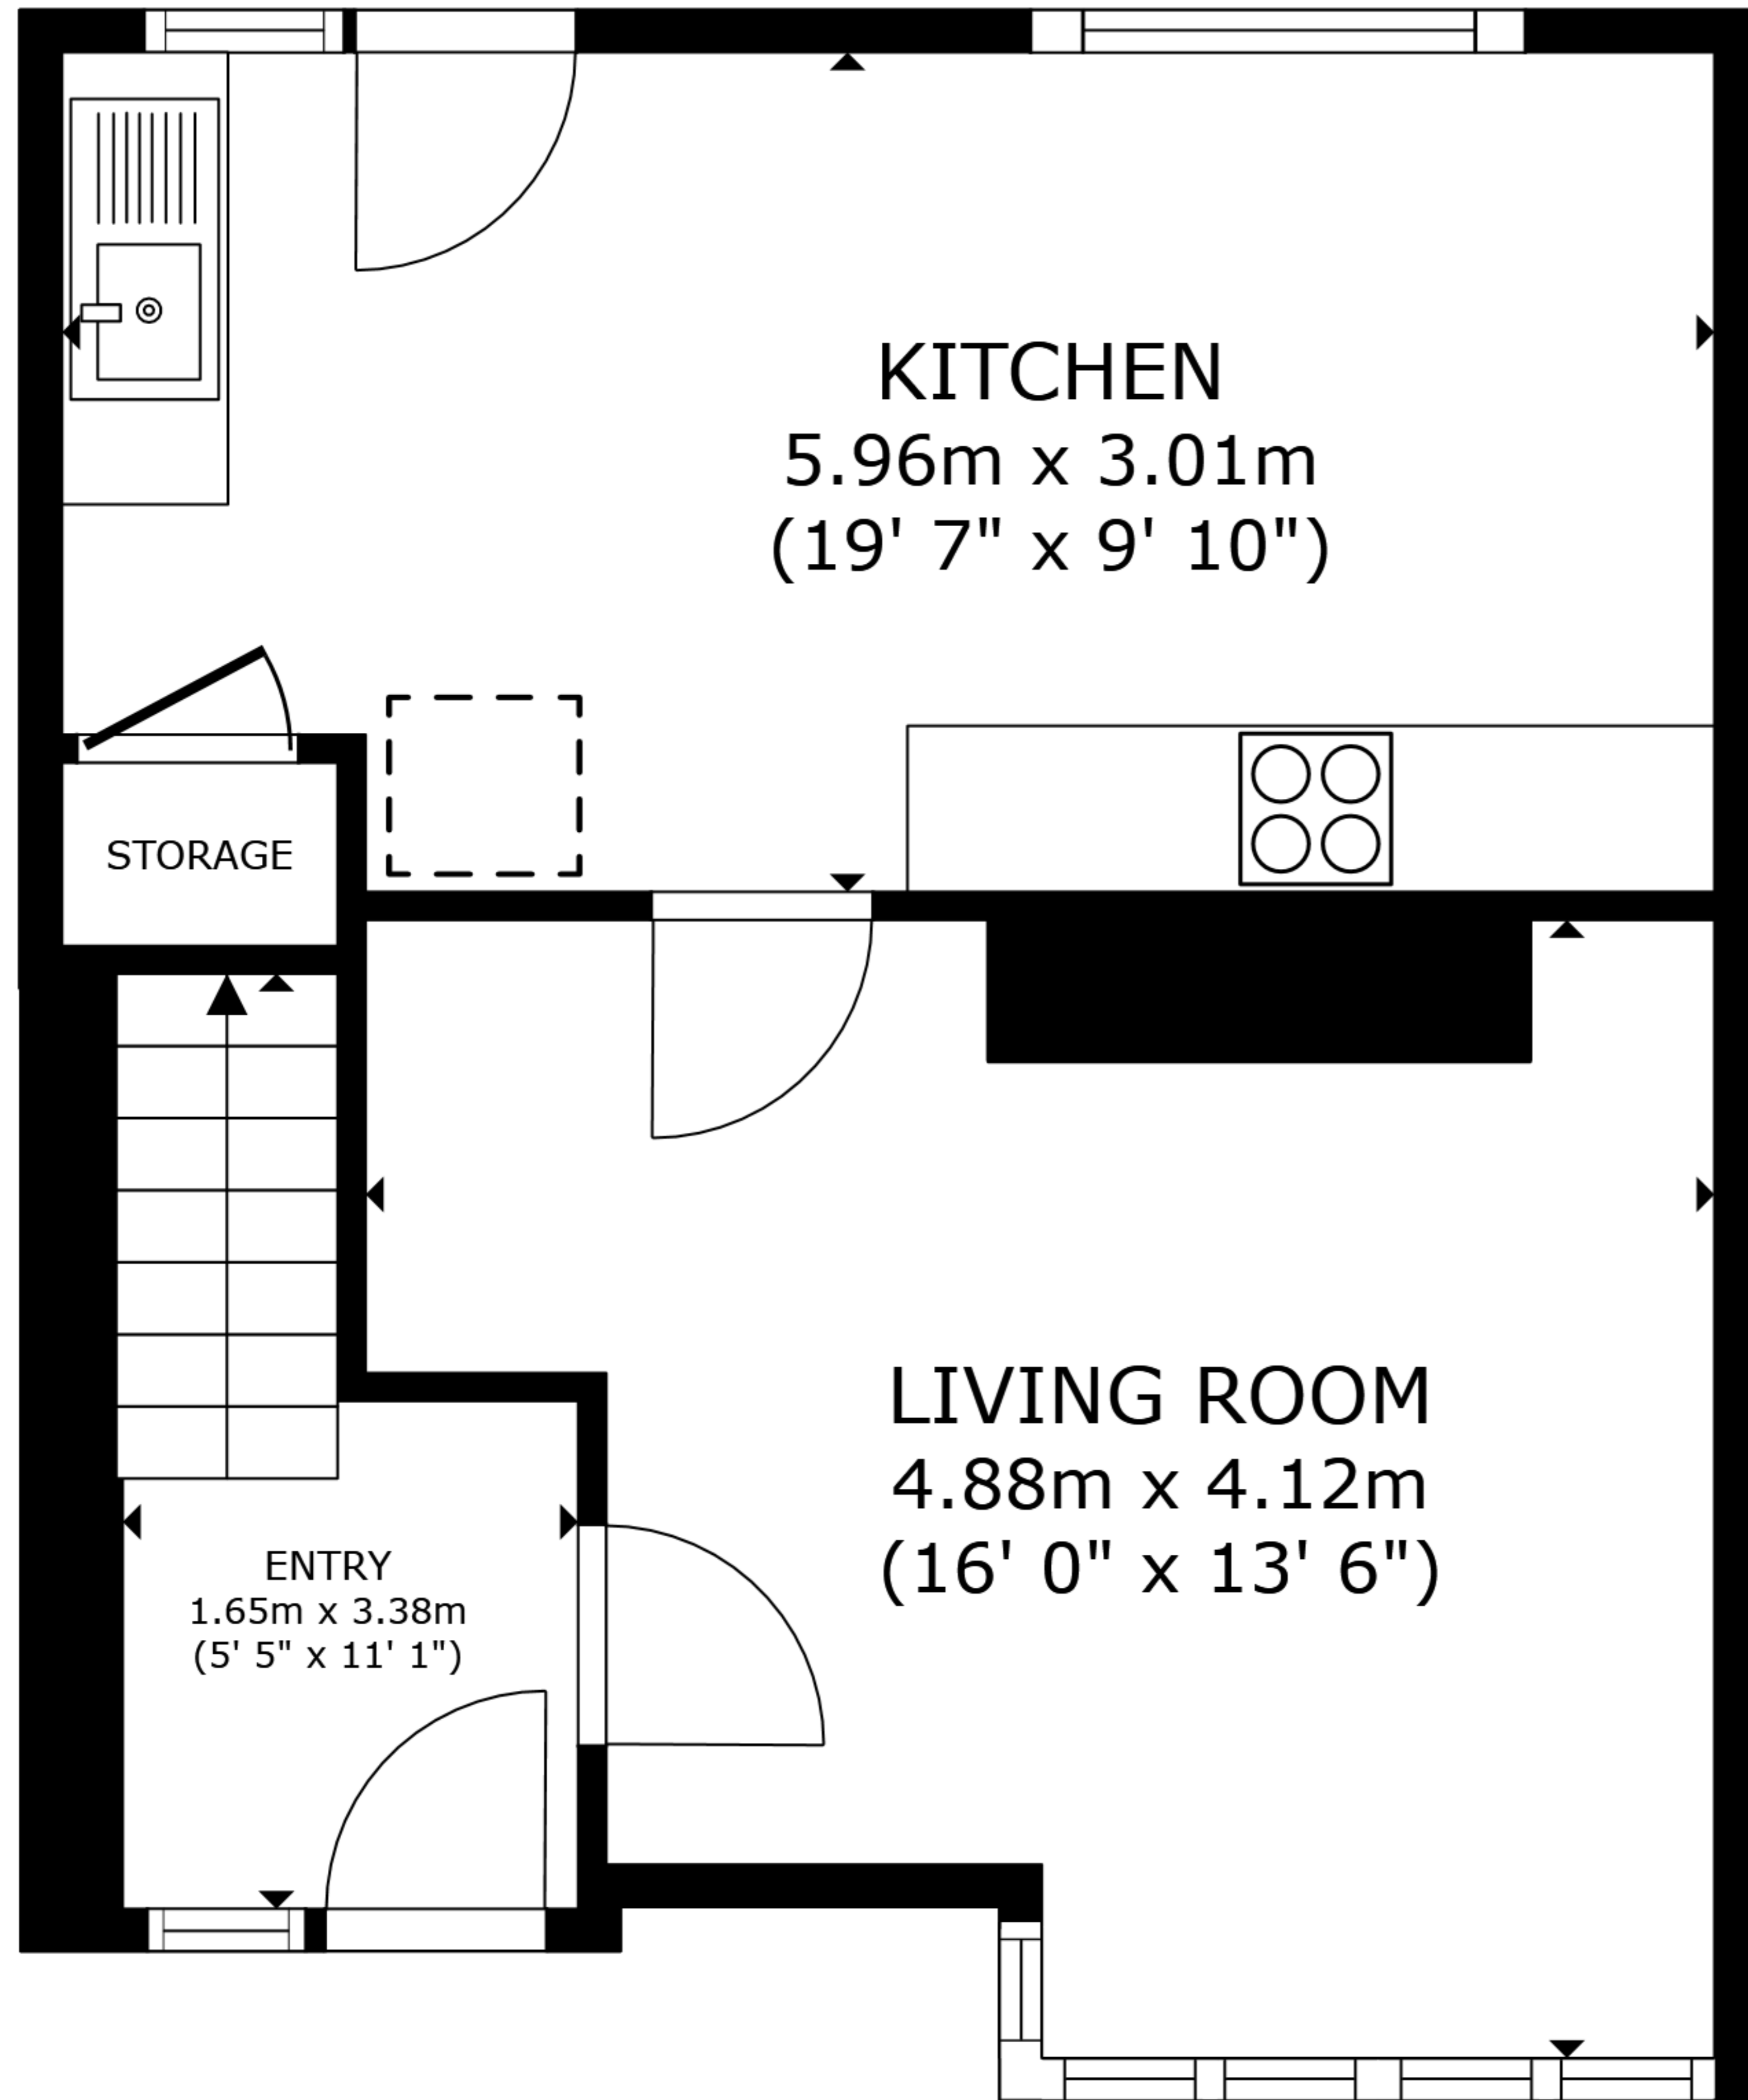 KITCHEN
5.96m x 3.01m
(19' 7" x 9' 10")
STORAGE
LIVING ROOM
4.88m x 4.12m
(16' 0" x 13' 6")
ENTRY
1.65m x 3.38m
(5' 5" x 11' 1")